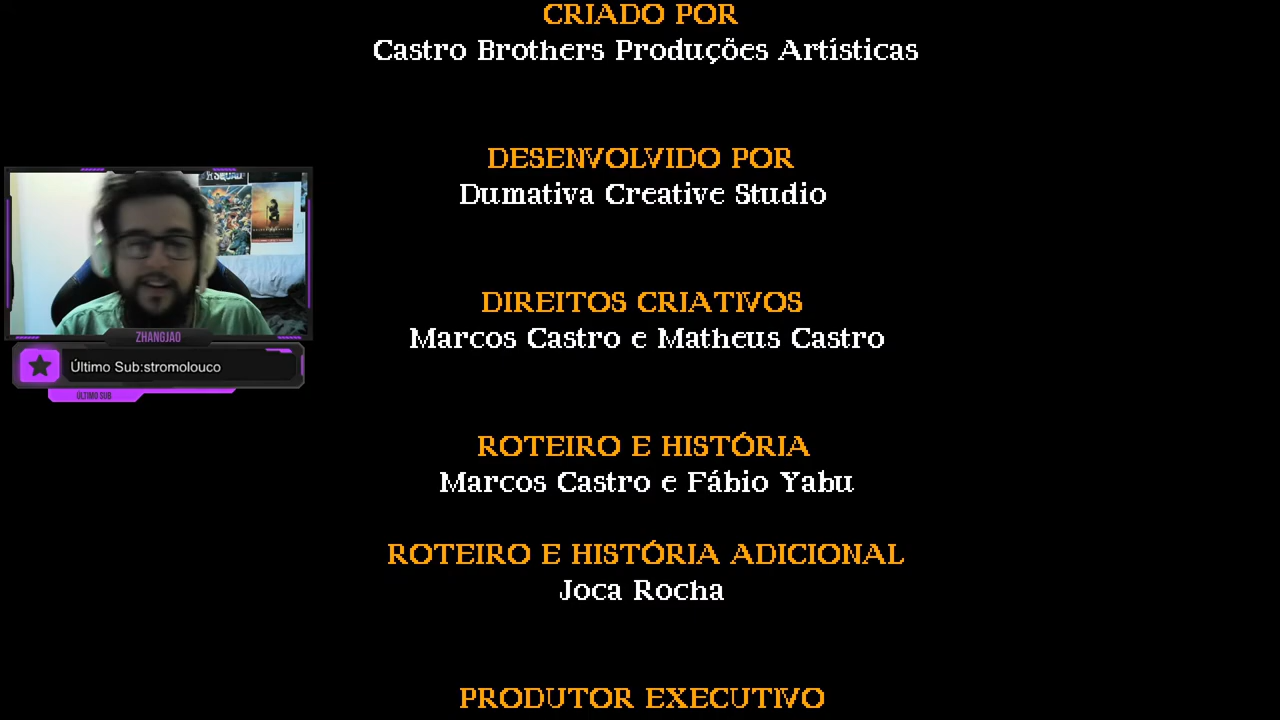 CRIADO POR
Castro Brothers Produções Artísticas
DESENVOLVIDO POR
Dumativa Creative Studio
DIREITOS CRIATIVOS
Marcos Castro e Matheus Castro
ROTEIRO E HISTÓRIA
Marcos Castro e Fábio Yabu
ROTEIRO E HISTÓRIA ADICIONAL
Joca Rocha
PRODUTOR EXECUTIVO
SQUAD
ZHANGJAO
Último Sub:stromolouco
ÚLTIMO SUB